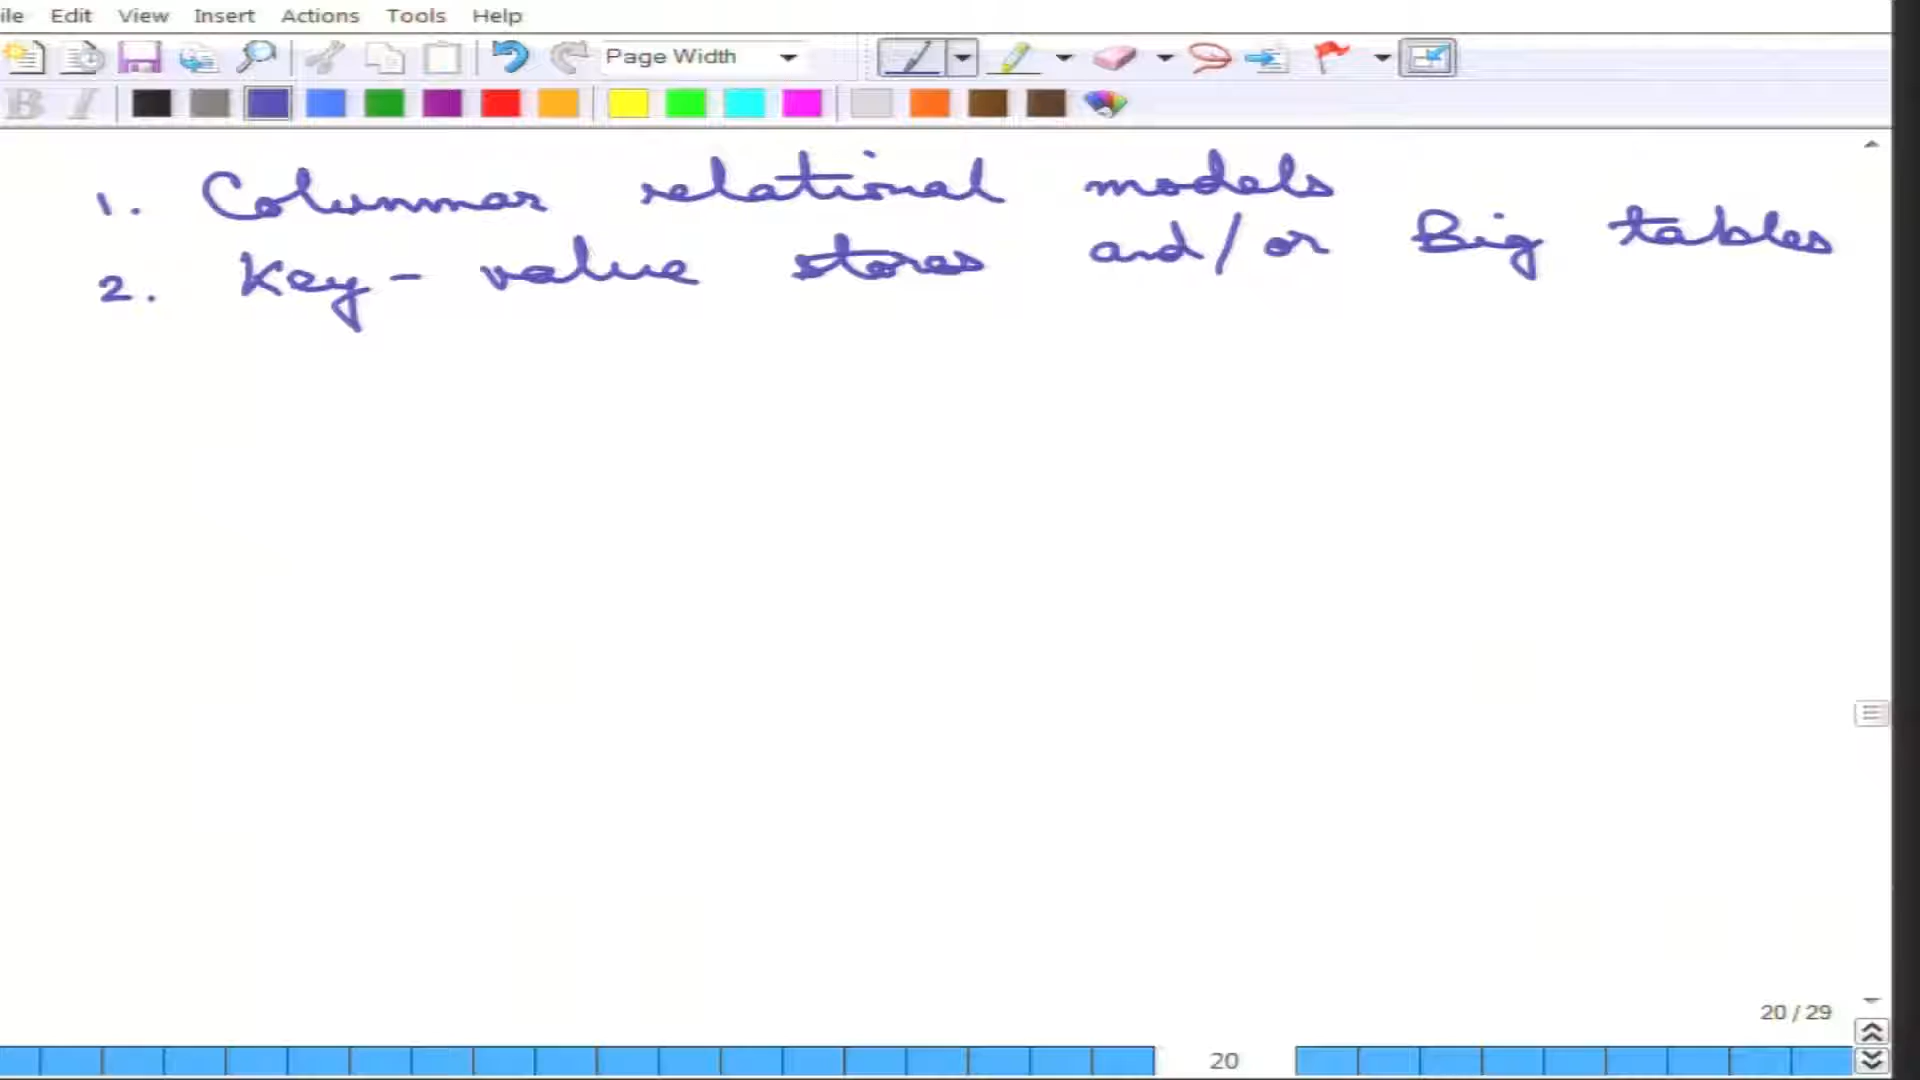 ile Edit View Insert Actions Tools Help
Page Width
B I
1. Columnar relational models
2. Key - value stores and/or Big tables
20 / 29
20